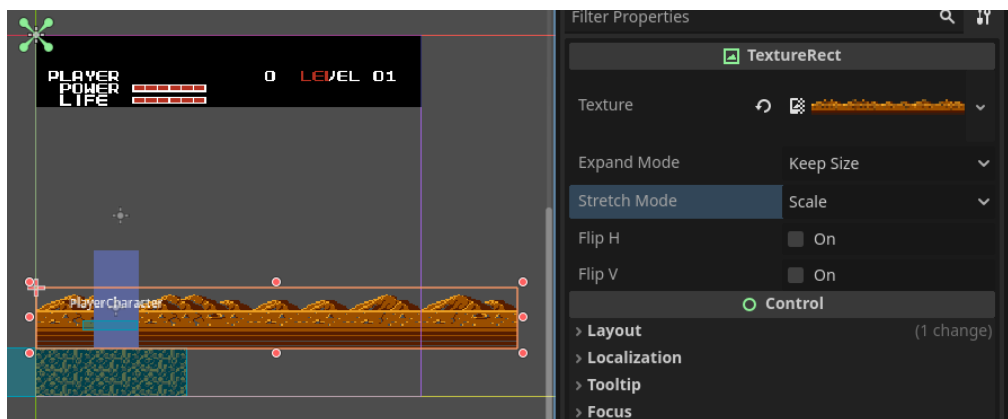 Filter Properties
TextureRect
PLAYER 0 LEVEL 01
POWER
LIFE
Texture
Expand Mode Keep Size
Stretch Mode Scale
Flip H On
Flip V On
PlayerCharacter
Control
> Layout (1 change)
> Localization
> Tooltip
> Focus